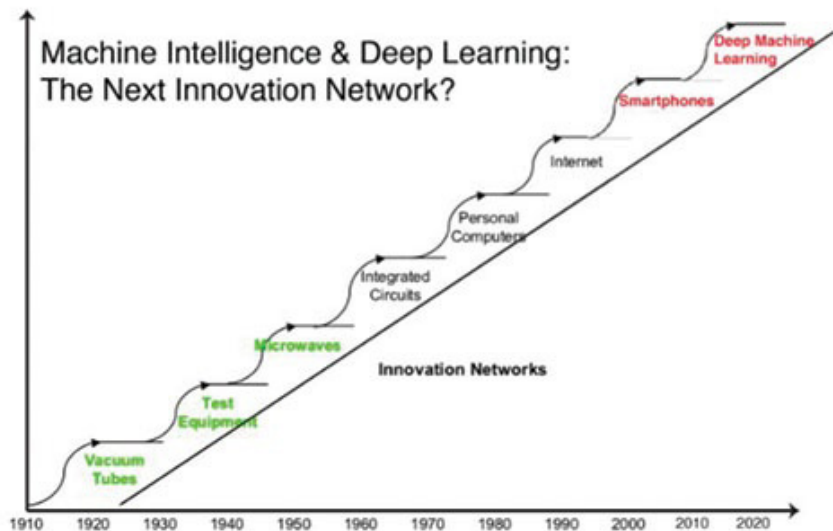 Machine Intelligence & Deep Learning:
The Next Innovation Network?
Deep Machine
Learning
Smartphones
Internet
Personal
Computers
Integrated
Circuits
Microwaves
Innovation Networks
Test
Equipment
Vacuum
Tubes
1910 1920 1930 1940 1950 1960 1970 1980 1990 2000 2010 2020